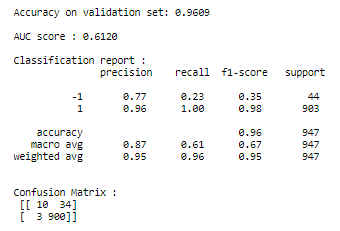 Accuracy on validation set: 0.9609
AUC score : 0.6120
Classification report :
precision recall f1-score support
-1 0.77 0.23 0.35 44
1 0.96 1.00 0.98 903
accuracy 0.96 947
macro avg 0.87 0.61 0.67 947
weighted avg 0.95 0.96 0.95 947
Confusion Matrix :
[[ 10 34]
[ 3 900]]